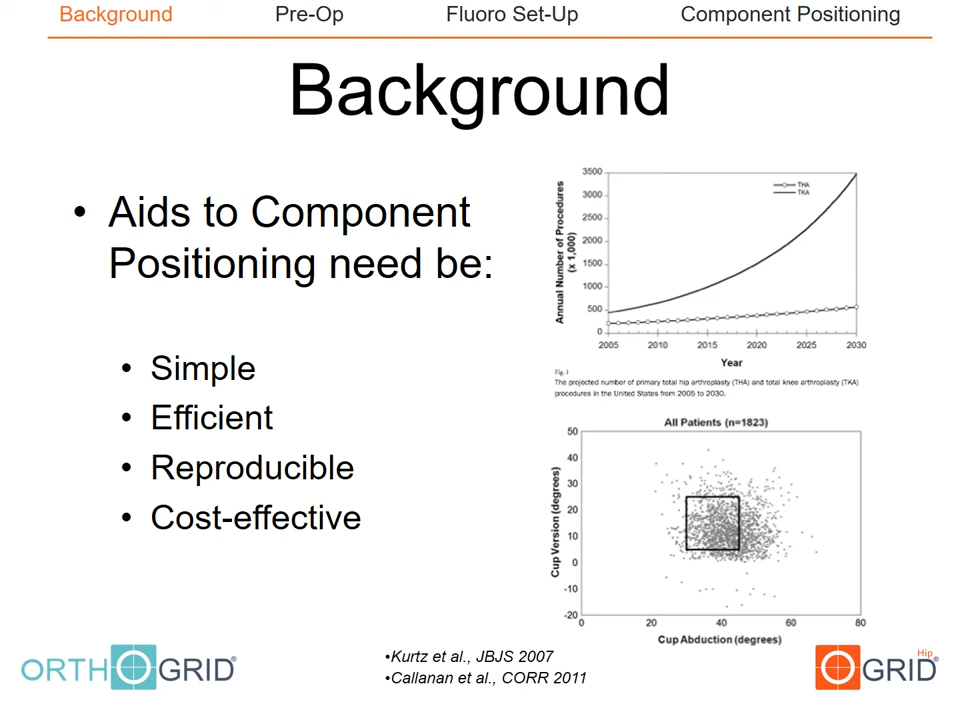 Background Pre-Op Fluoro Set-Up Component Positioning
Background
• Aids to Component
Positioning need be:
• Simple
• Efficient
• Reproducible
• Cost-effective
Annual Number of Procedures
(x 1,000)
3500
3000
2500
2000
1500
1000
500
0
THA
TKA
2005 2010 2015 2020 2025 2030
Year
Fig. 1
The projected number of primary total hip arthroplasty (THA) and total knee arthroplasty (TKA)
procedures in the United States from 2005 to 2030.
All Patients (n=1823)
Cup Version (degrees)
50
40
30
20
10
0
-10
-20
0 20 40 60 80
Cup Abduction (degrees)
ORTHOGRID®
•Kurtz et al., JBJS 2007
•Callanan et al., CORR 2011
Hip
OGRID®